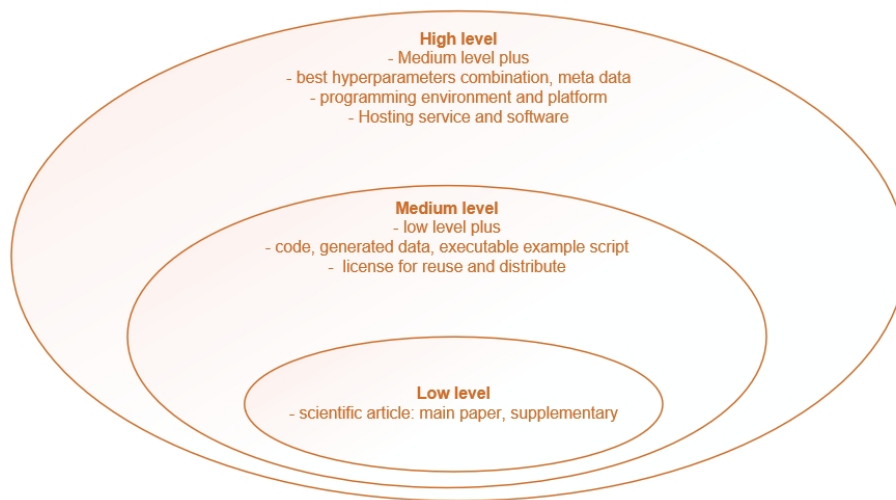 High level
- Medium level plus
- best hyperparameters combination, meta data
- programming environment and platform
- Hosting service and software
Medium level
- low level plus
- code, generated data, executable example script
- license for reuse and distribute
Low level
- scientific article: main paper, supplementary